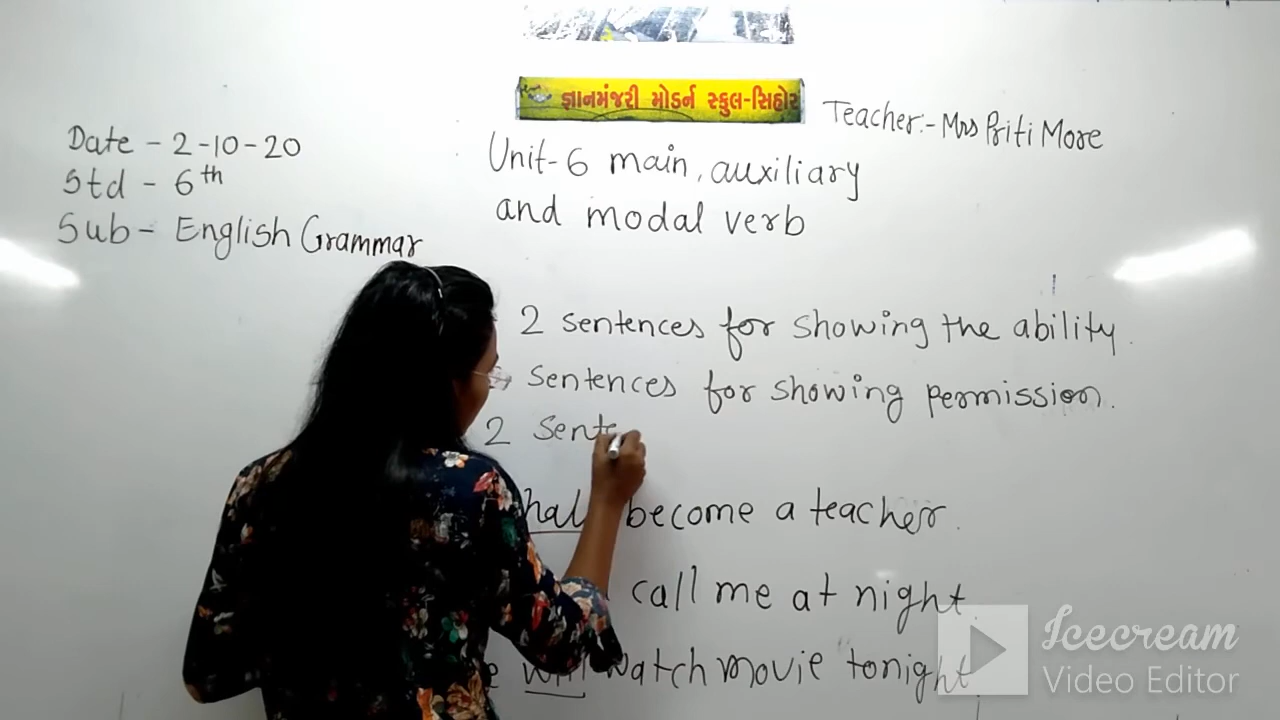 જ્ઞાનમંજરી મોડર્ન સ્કુલ-સિહોર
Teacher:- Mrs Priti More
Date - 2-10-20
Std - 6th
Sub - English Grammar
Unit-6 main, auxiliary
and modal verb
2 sentences for showing the ability.
sentences for showing permission.
2 Sente
become a teacher.
call me at night.
will watch movie tonight.
Icecream
Video Editor